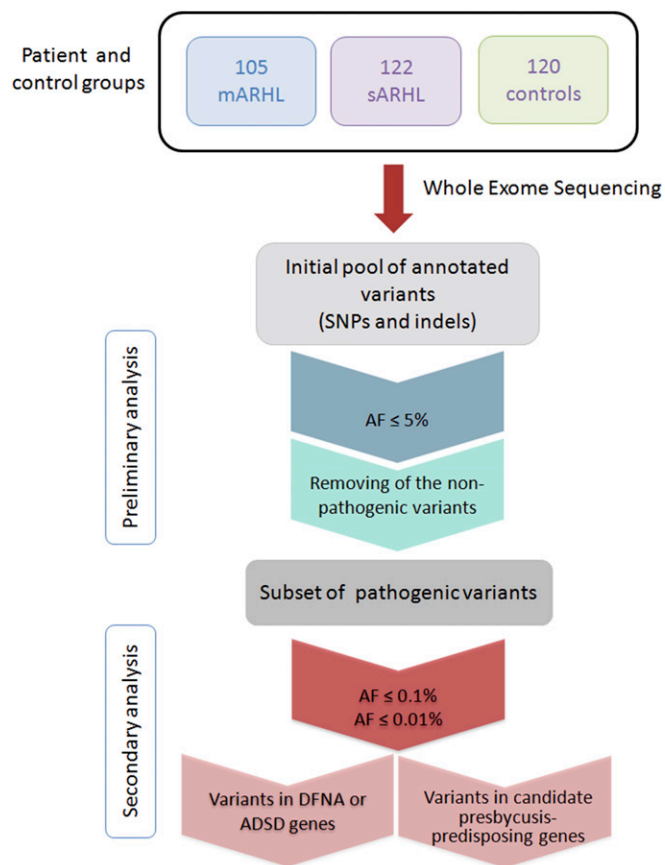 Patient and
control groups
105
mARHL
122
sARHL
120
controls
Whole Exome Sequencing
Initial pool of annotated
variants
(SNPs and indels)
Preliminary analysis
AF ≤ 5%
Removing of the non-
pathogenic variants
Subset of pathogenic variants
Secondary analysis
AF ≤ 0.1%
AF ≤ 0.01%
Variants in DFNA or
ADSD genes
Variants in candidate
presbycusis-
predisposing genes